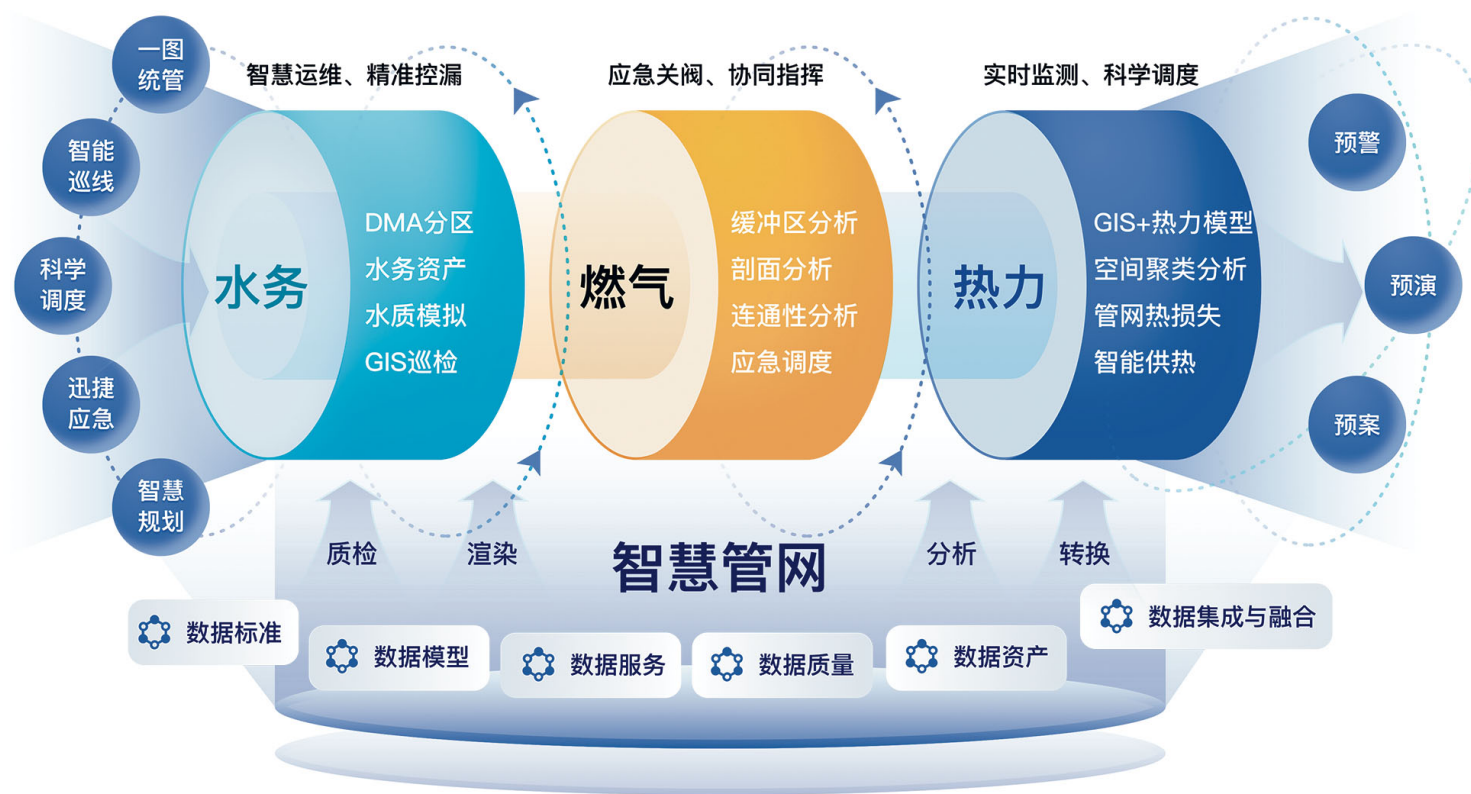 一图
统管
智能
巡线
科学
调度
迅捷
应急
智慧
规划
智慧运维、精准控漏
水务
DMA分区
水务资产
水质模拟
GIS巡检
应急关阀、协同指挥
燃气
缓冲区分析
剖面分析
连通性分析
应急调度
实时监测、科学调度
热力
GIS+热力模型
空间聚类分析
管网热损失
智能供热
预警
预演
预案
质检
渲染
智慧管网
分析
转换
数据标准
数据模型
数据服务
数据质量
数据资产
数据集成与融合